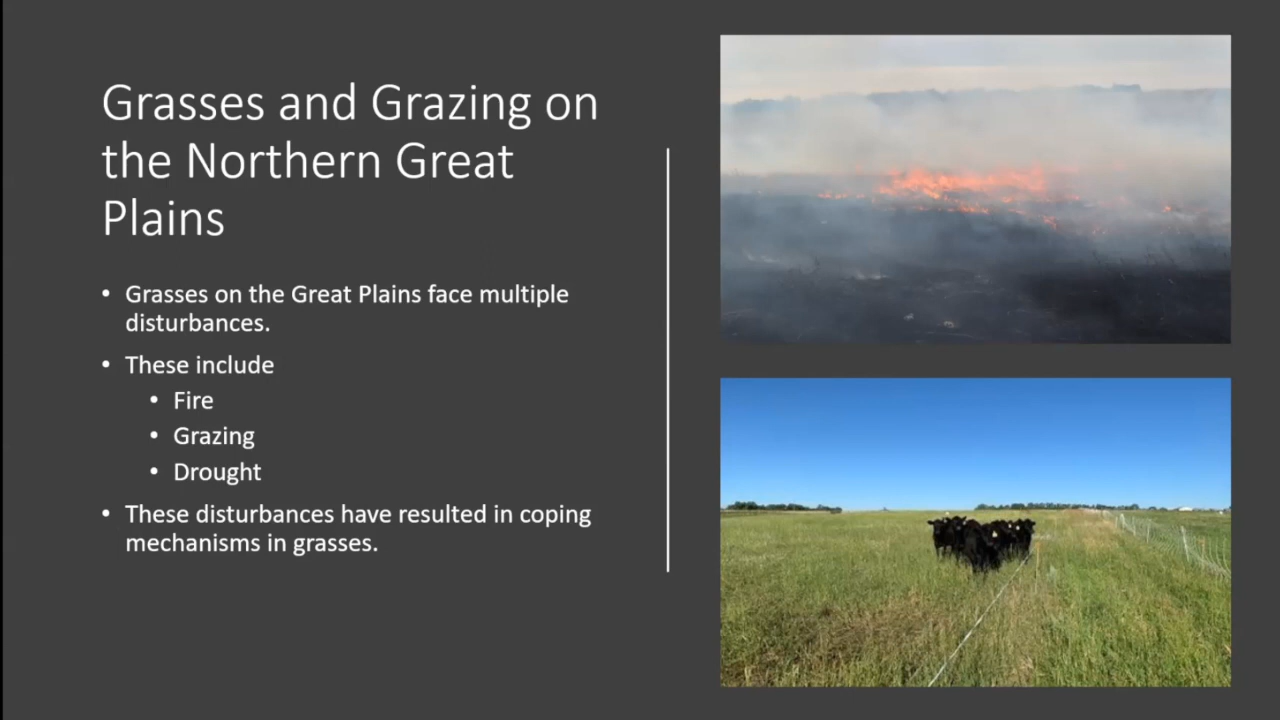 Grasses and Grazing on
the Northern Great
Plains
• Grasses on the Great Plains face multiple
disturbances.
• These include
• Fire
• Grazing
• Drought
• These disturbances have resulted in coping
mechanisms in grasses.